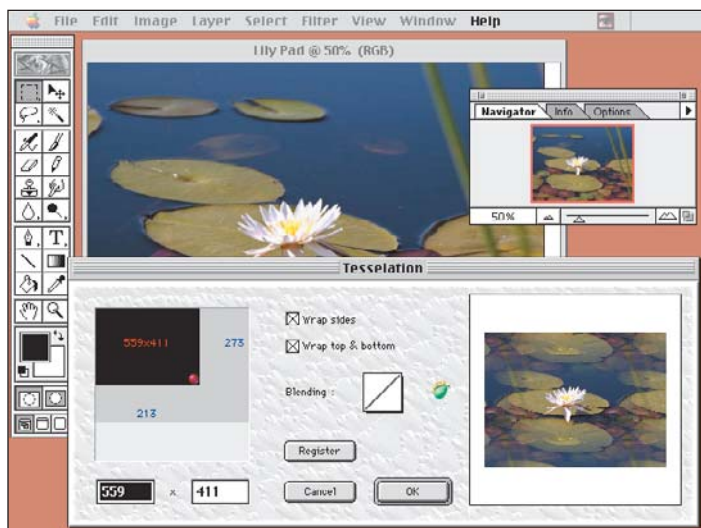 File Edit Image Layer Select Filter View Window Help
Lily Pad @ 50% (RGB)
Navigator Info Options
50%
T
Tesselation
559x411
273
213
Wrap sides
Wrap top & bottom
Blending :
Register
559 x 411
Cancel OK